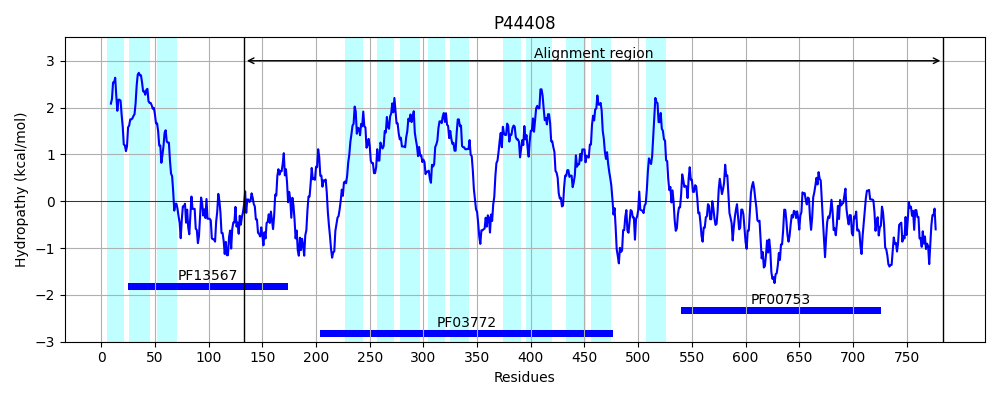 P44408
Alignment region
Hydropathy (kcal/mol)
3
2
1
0
−1
−2
−3
PF13567
PF00753
PF03772
0 50 100 150 200 250 300 350 400 450 500 550 600 650 700 750
Residues